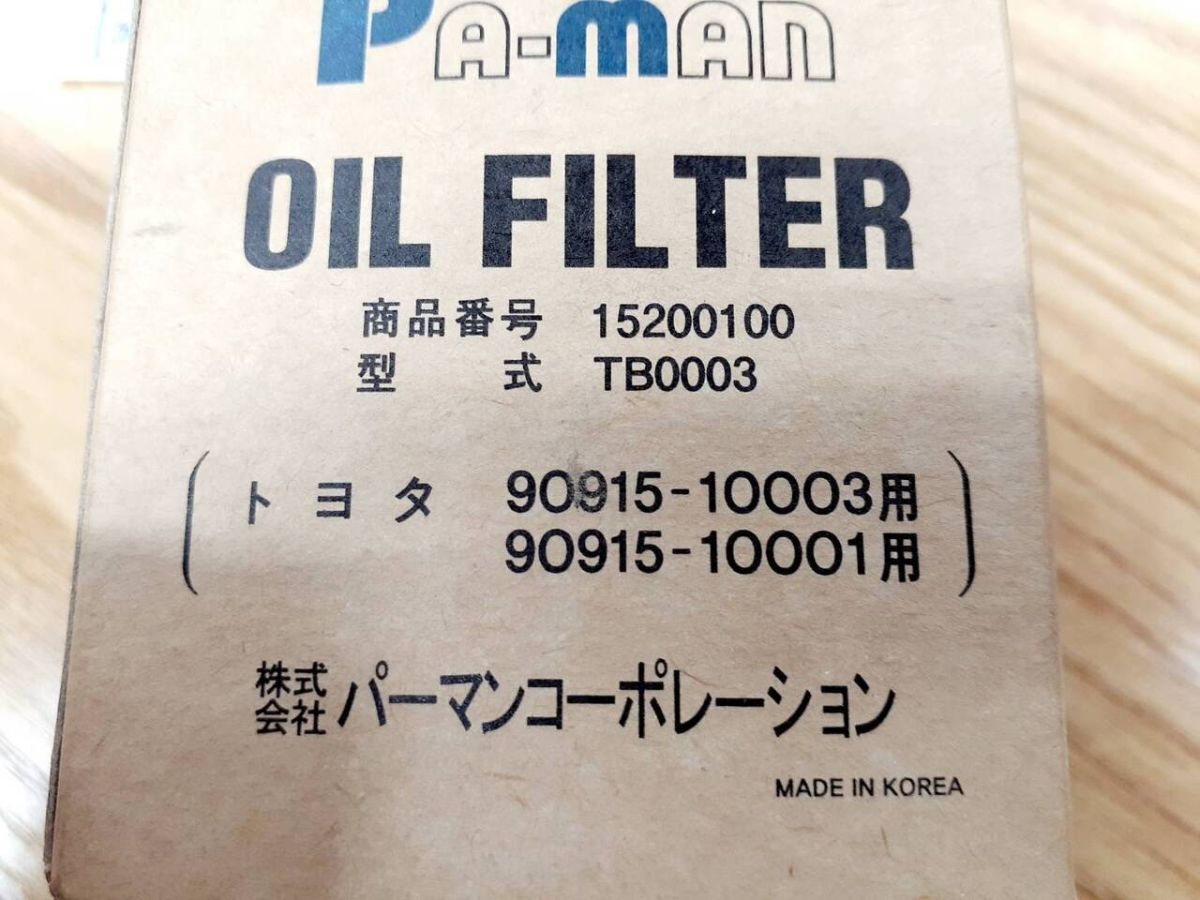 PA-MAN
OIL FILTER
商品番号 15200100
型 式 TB0003
(トヨタ 90915-10003用
90915-10001用)
株式会社 パーマンコーポレーション
MADE IN KOREA